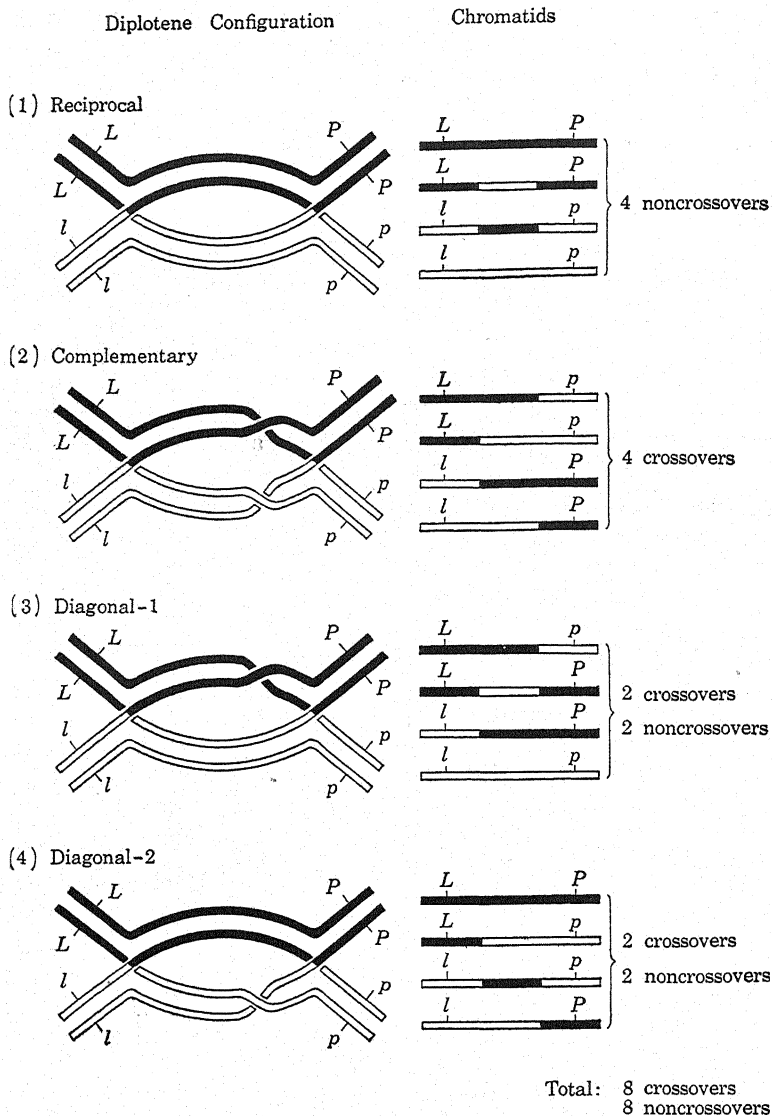 Diplotene Configuration Chromatids
(1) Reciprocal
L P L P
L P L P
l p l p
l p l p
4 noncrossovers
(2) Complementary
L P L p
L P L p
l p l P
l p l P
4 crossovers
(3) Diagonal-1
L P L p
L P L P
l p l P
l p l p
2 crossovers
2 noncrossovers
(4) Diagonal-2
L P L P
L P L p
l p l p
l p l P
2 crossovers
2 noncrossovers
Total: 8 crossovers
8 noncrossovers